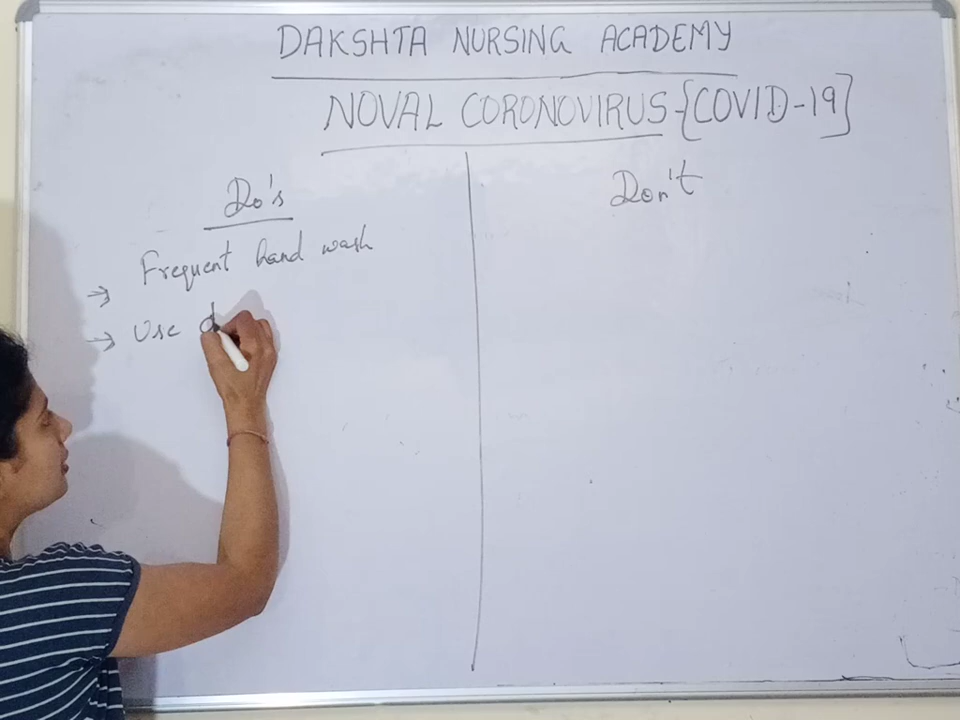 DAKSHTA NURSING ACADEMY
NOVAL CORONOVIRUS-{COVID-19]
Do's
→ Frequent hand wash
→ Use d
Don't